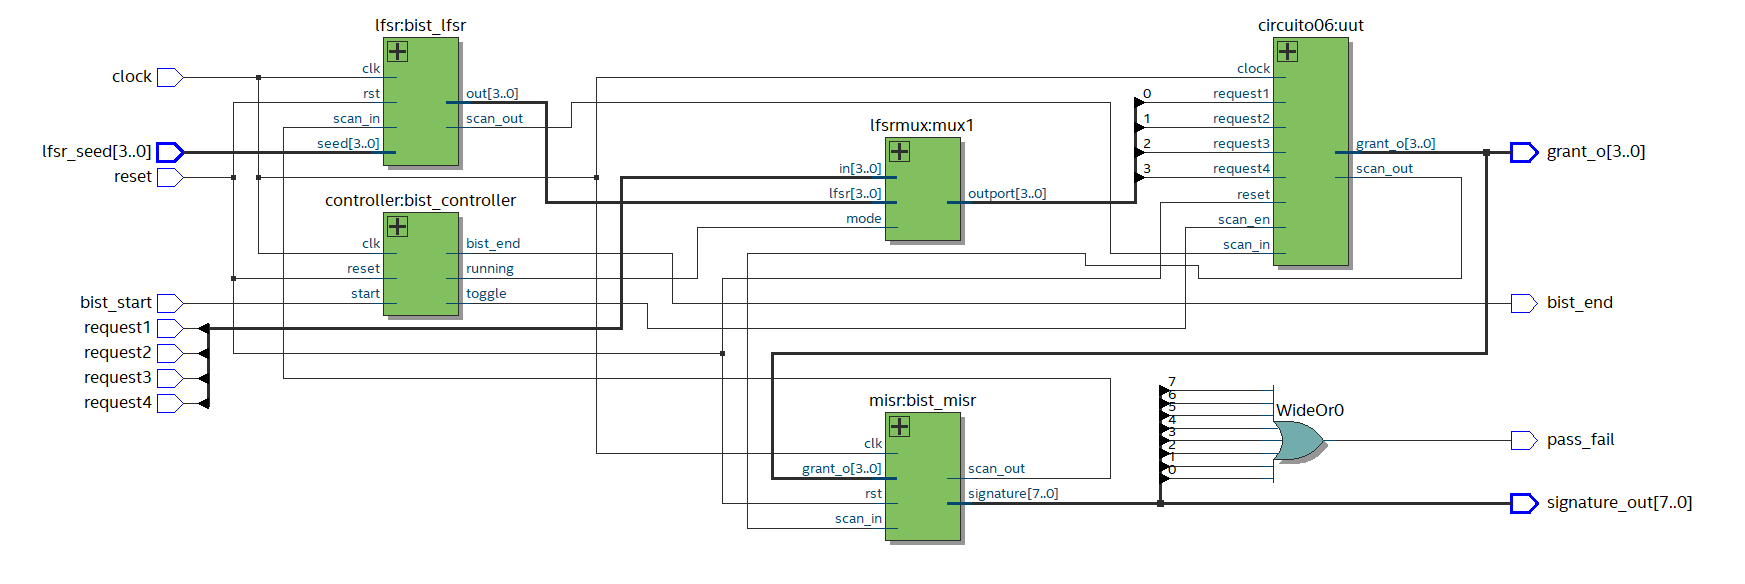 lfsr:bist_lfsr
clock
clk
rst
scan_in
lfsr_seed[3..0]
seed[3..0]
out[3..0]
scan_out
reset
controller:bist_controller
clk
reset
start
bist_end
running
toggle
bist_start
request1
request2
request3
request4
lfsrmux:mux1
in[3..0]
lfsr[3..0]
mode
outport[3..0]
0
1
2
3
circuito06:uut
clock
request1
request2
request3
request4
reset
scan_en
scan_in
grant_o[3..0]
scan_out
grant_o[3..0]
bist_end
misr:bist_misr
clk
grant_o[3..0]
rst
scan_in
scan_out
signature[7..0]
7
6
5
4
3
2
1
0
WideOr0
pass_fail
signature_out[7..0]